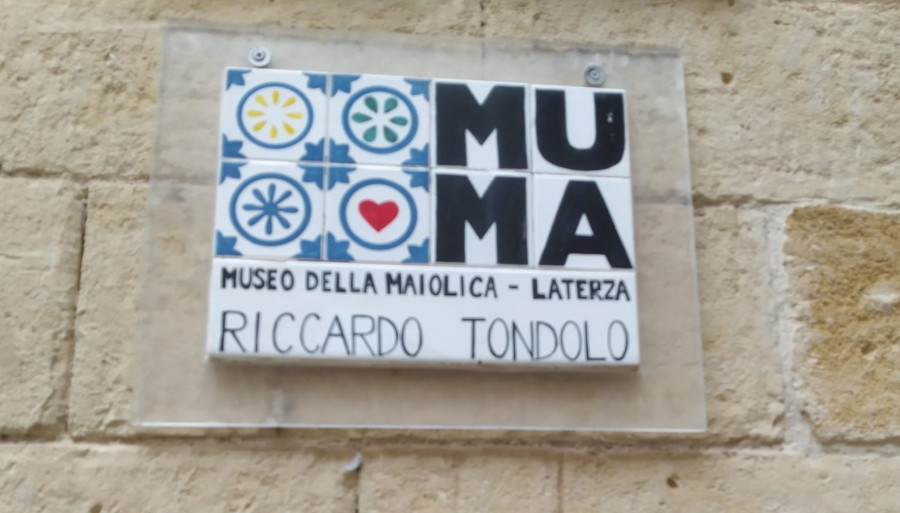 MU
MA
MUSEO DELLA MAIOLICA - LATERZA
RICCARDO TONDOLO